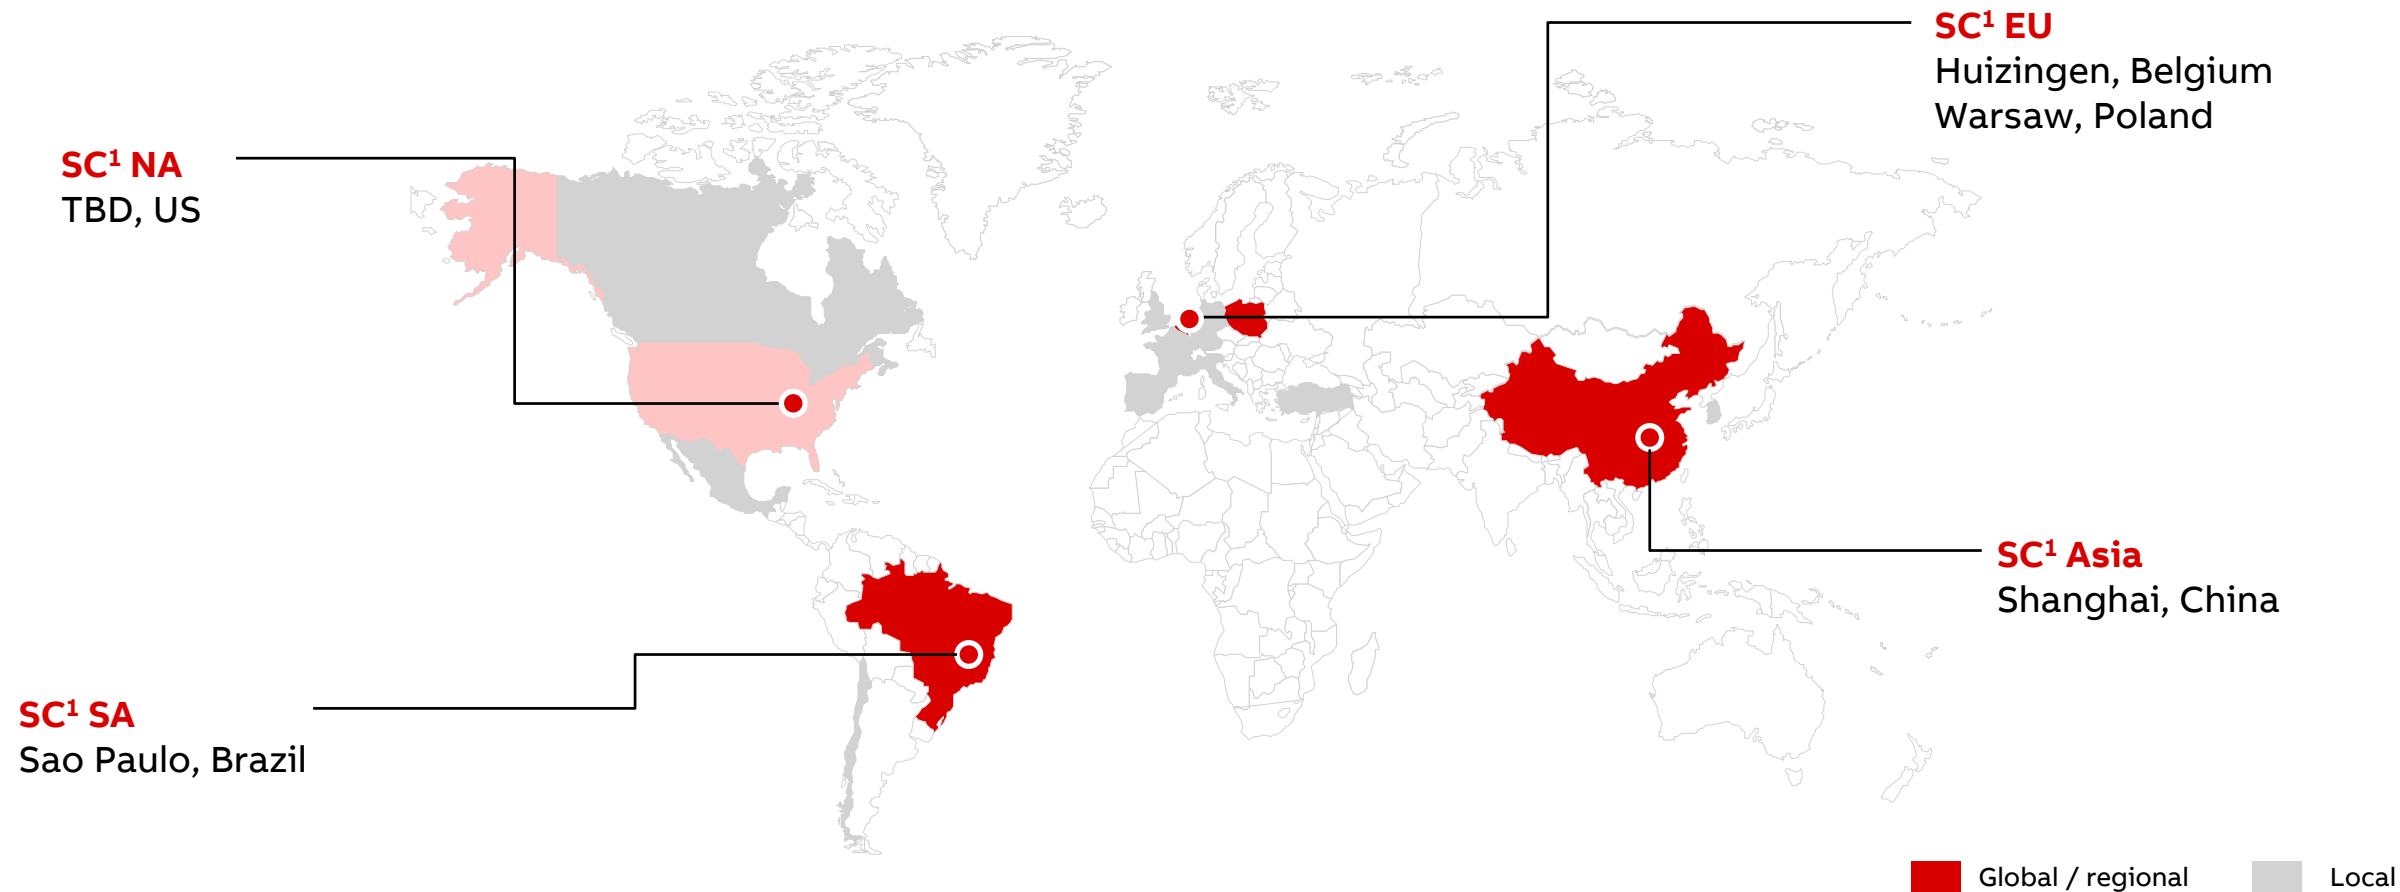 SC¹ EU
Huizingen, Belgium
Warsaw, Poland
SC¹ NA
TBD, US
SC¹ Asia
Shanghai, China
SC¹ SA
Sao Paulo, Brazil
Global / regional
Local